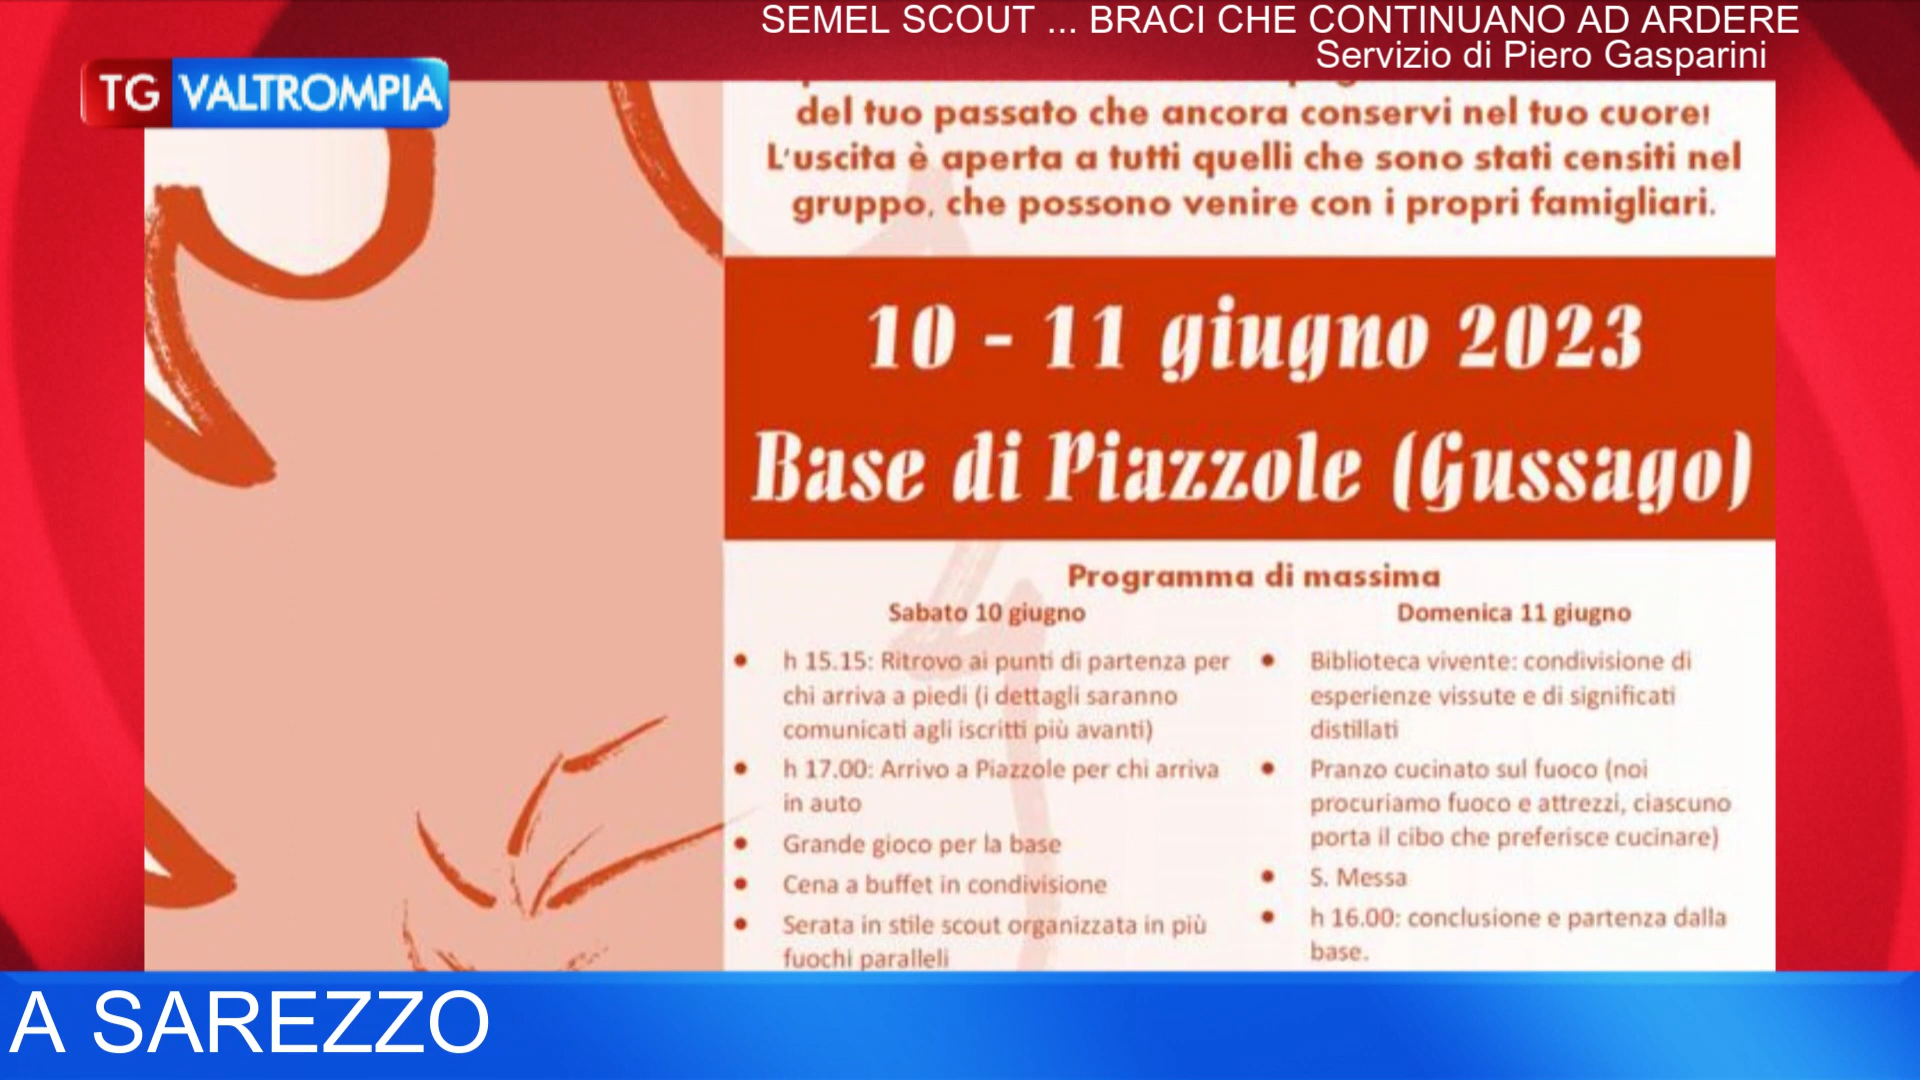 SEMEL SCOUT ... BRACI CHE CONTINUANO AD ARDERE
Servizio di Piero Gasparini
TG VALTROMPIA
del tuo passato che ancora conservi nel tuo cuore!
L'uscita è aperta a tutti quelli che sono stati censiti nel
gruppo, che possono venire con i propri famigliari.
10 - 11 giugno 2023
Base di Piazzole (Gussago)
Programma di massima
Sabato 10 giugno
• h 15.15: Ritrovo ai punti di partenza per
chi arriva a piedi (i dettagli saranno
comunicati agli iscritti più avanti)
• h 17.00: Arrivo a Piazzole per chi arriva
in auto
• Grande gioco per la base
• Cena a buffet in condivisione
• Serata in stile scout organizzata in più
fuochi paralleli
Domenica 11 giugno
• Biblioteca vivente: condivisione di
esperienze vissute e di significati
distillati
• Pranzo cucinato sul fuoco (noi
procuriamo fuoco e attrezzi, ciascuno
porta il cibo che preferisce cucinare)
• S. Messa
• h 16.00: conclusione e partenza dalla
base.
A SAREZZO